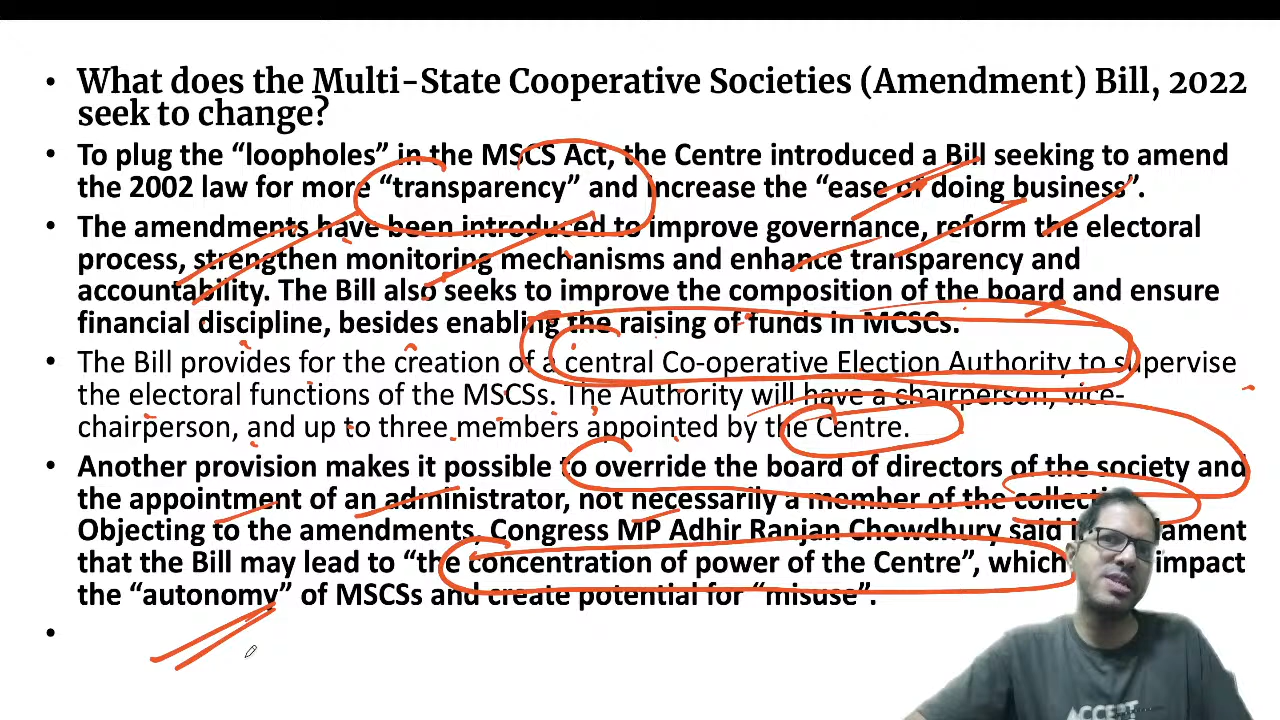 • What does the Multi-State Cooperative Societies (Amendment) Bill, 2022
seek to change?
• To plug the “loopholes” in the MSCS Act, the Centre introduced a Bill seeking to amend
the 2002 law for more “transparency” and increase the “ease of doing business”.
• The amendments have been introduced to improve governance, reform the electoral
process, strengthen monitoring mechanisms and enhance transparency and
accountability. The Bill also seeks to improve the composition of the board and ensure
financial discipline, besides enabling the raising of funds in MCSCs.
• The Bill provides for the creation of a central Co-operative Election Authority to supervise
the electoral functions of the MSCSs. The Authority will have a chairperson, vice-
chairperson, and up to three members appointed by the Centre.
• Another provision makes it possible to override the board of directors of the society and
the appointment of an administrator, not necessarily a member of the
Objecting to the amendments, Congress MP Adhir Ranjan Chowdhury said
that the Bill may lead to “the concentration of power of the Centre”, which impact
the “autonomy” of MSCSs and create potential for “misuse”.
•
ACCEPT